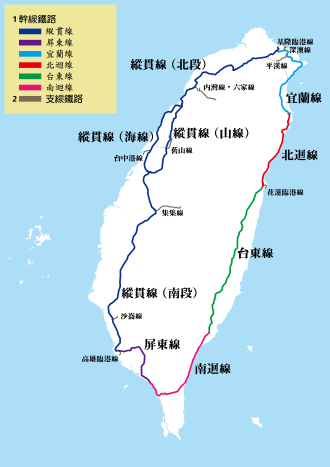 1 幹線鐵路
縱貫線
屏東線
宜蘭線
北迴線
台東線
南迴線
2 支線鐵路
基隆臨港線
深澳線
縱貫線(北段)
平溪線
內灣線・六家線
宜蘭線
縱貫線(海線)
縱貫線(山線)
舊山線
北迴線
台中港線
花蓮臨港線
集集線
台東線
縱貫線(南段)
沙崙線
屏東線
高雄臨港線
南迴線